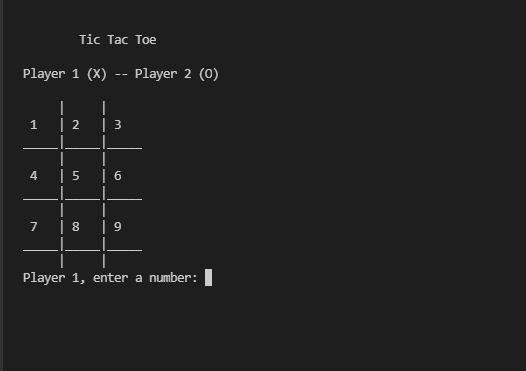 Tic Tac Toe
Player 1 (X) -- Player 2 (O)
     |     |
 1   | 2   | 3
_____|_____|_____
     |     |
 4   | 5   | 6
_____|_____|_____
     |     |
 7   | 8   | 9
_____|_____|_____
     |     |
Player 1, enter a number: